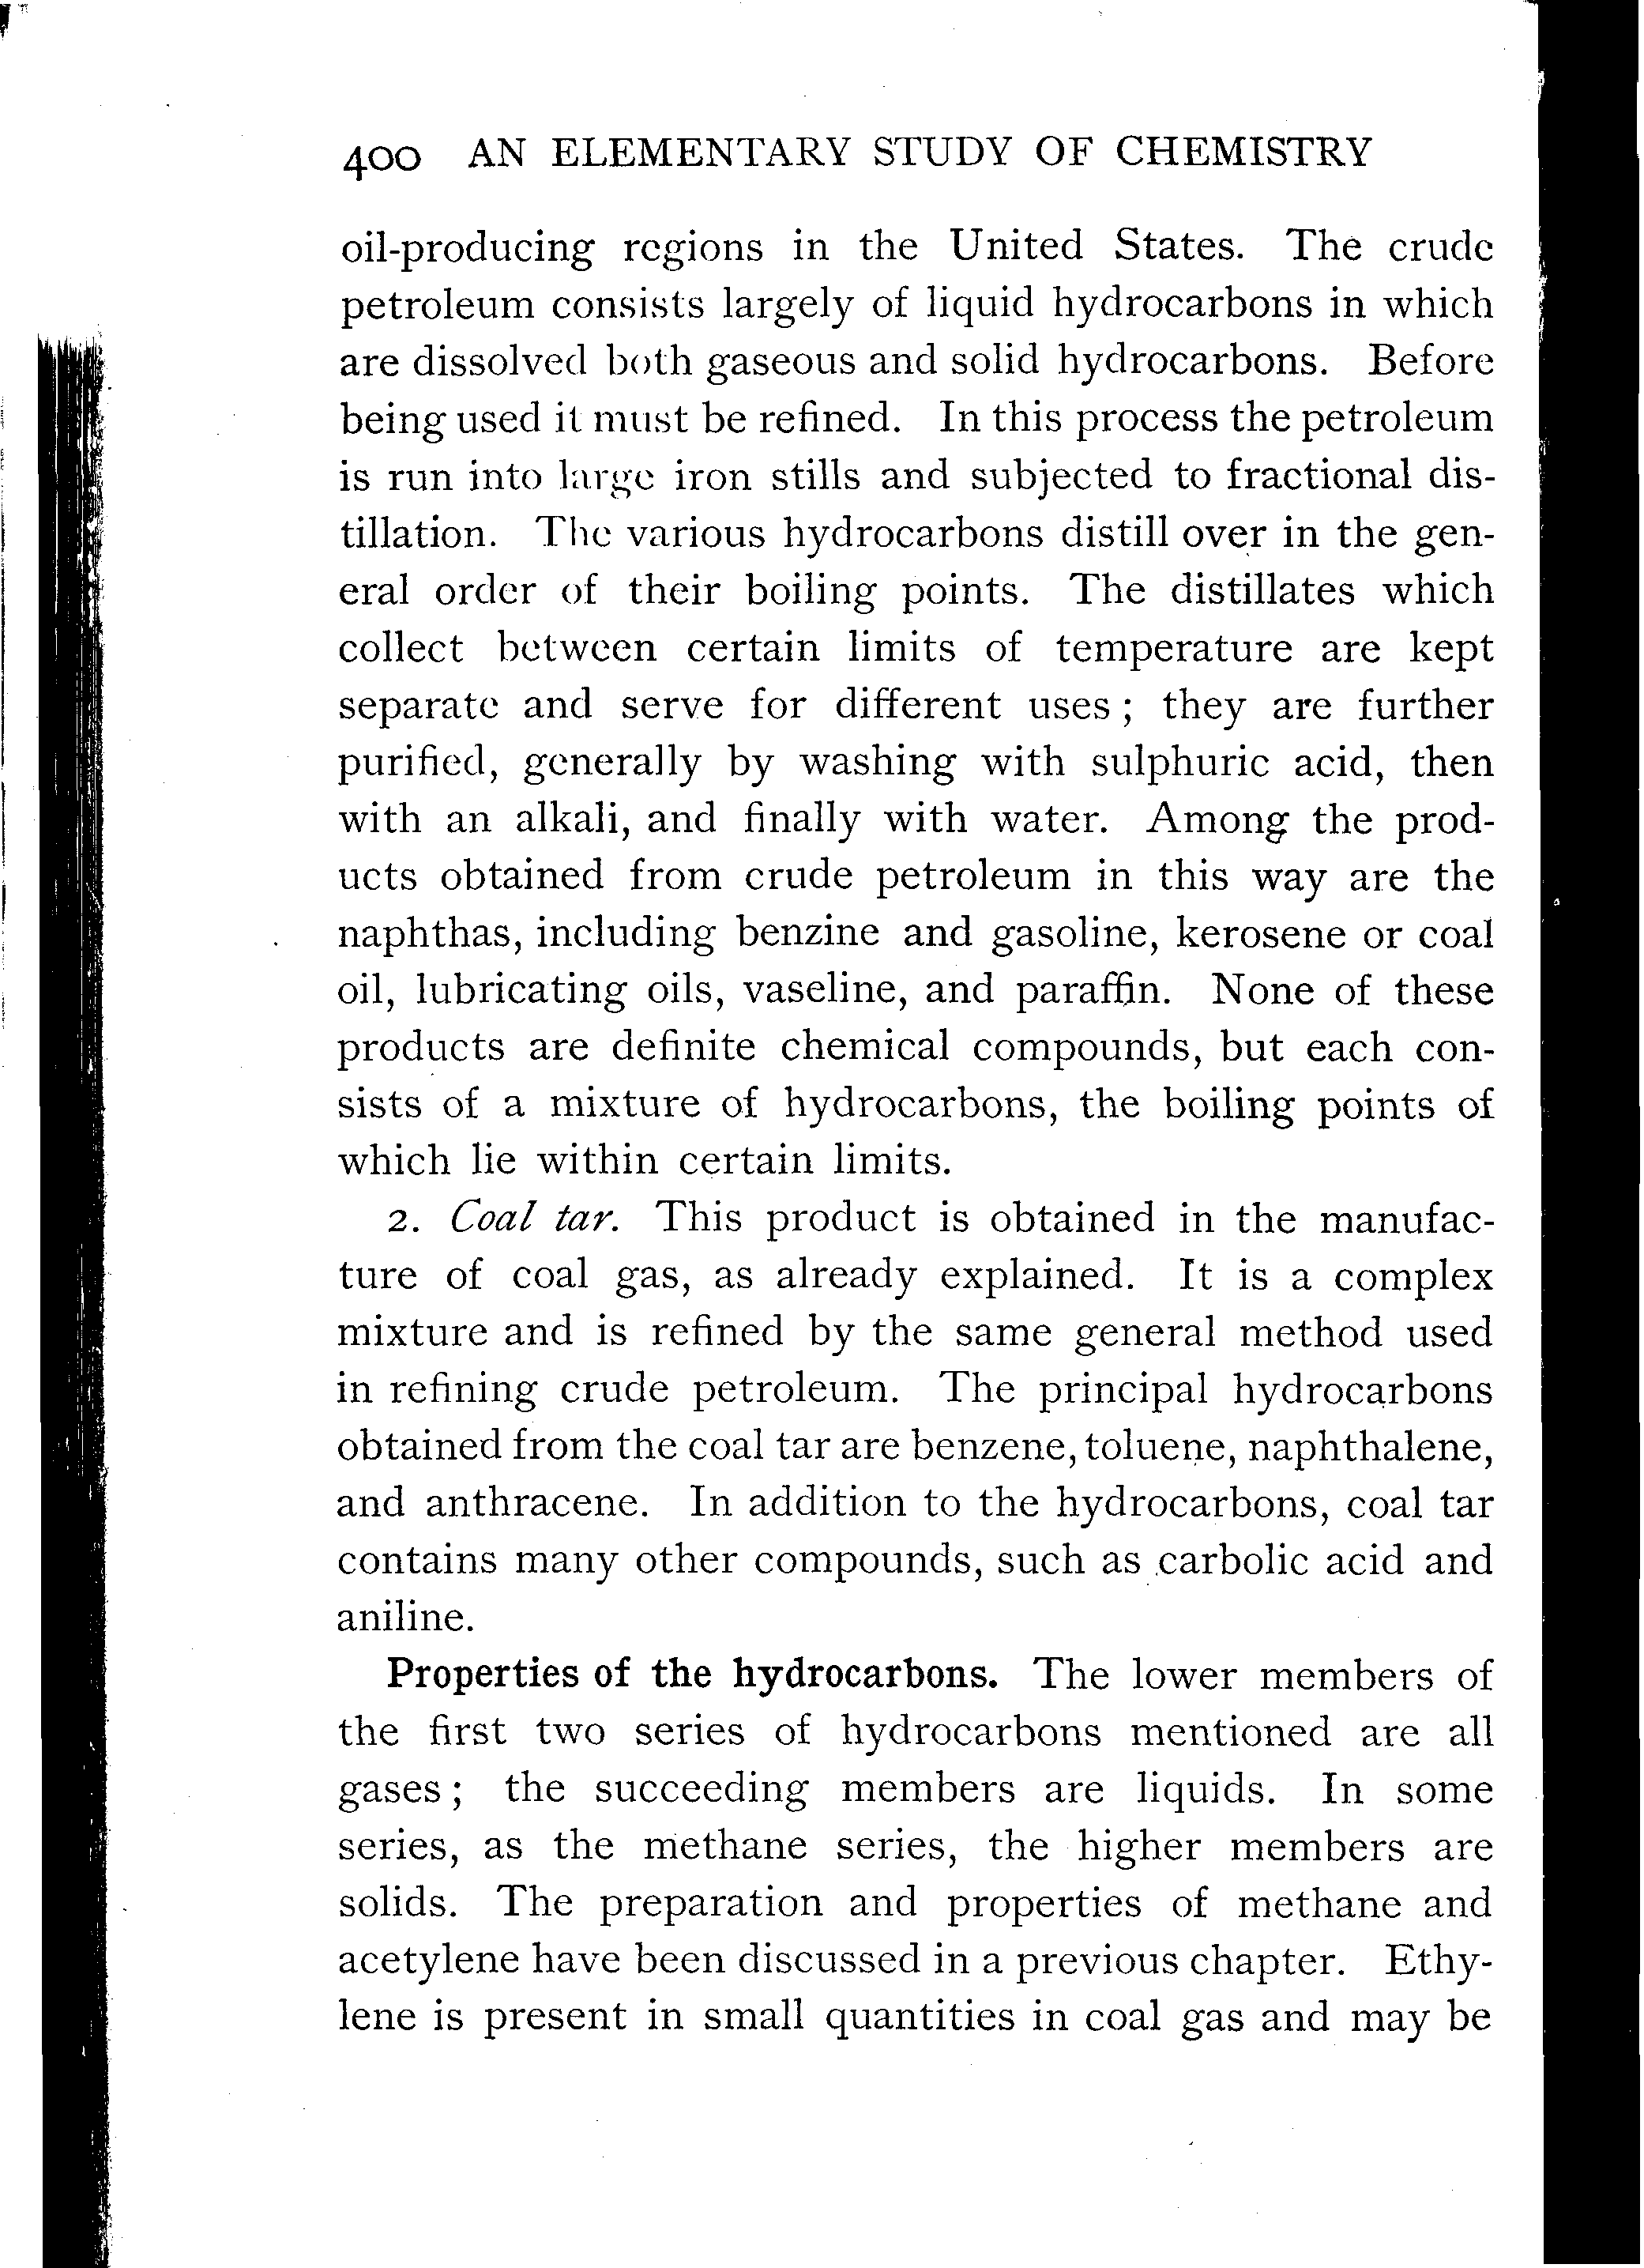 400 AN ELEMENTARY STUDY OF CHEMISTRY
oil-producing regions in the United States. The crude
petroleum consists largely of liquid hydrocarbons in which
are dissolved both gaseous and solid hydrocarbons. Before
being used it must be refined. In this process the petroleum
is run into large iron stills and subjected to fractional dis-
tillation. The various hydrocarbons distill over in the gen-
eral order of their boiling points. The distillates which
collect between certain limits of temperature are kept
separate and serve for different uses; they are further
purified, generally by washing with sulphuric acid, then
with an alkali, and finally with water. Among the prod-
ucts obtained from crude petroleum in this way are the
naphthas, including benzine and gasoline, kerosene or coal
oil, lubricating oils, vaseline, and paraffin. None of these
products are definite chemical compounds, but each con-
sists of a mixture of hydrocarbons, the boiling points of
which lie within certain limits.
2. Coal tar. This product is obtained in the manufac-
ture of coal gas, as already explained. It is a complex
mixture and is refined by the same general method used
in refining crude petroleum. The principal hydrocarbons
obtained from the coal tar are benzene, toluene, naphthalene,
and anthracene. In addition to the hydrocarbons, coal tar
contains many other compounds, such as carbolic acid and
aniline.
Properties of the hydrocarbons. The lower members of
the first two series of hydrocarbons mentioned are all
gases; the succeeding members are liquids. In some
series, as the methane series, the higher members are
solids. The preparation and properties of methane and
acetylene have been discussed in a previous chapter. Ethy-
lene is present in small quantities in coal gas and may be